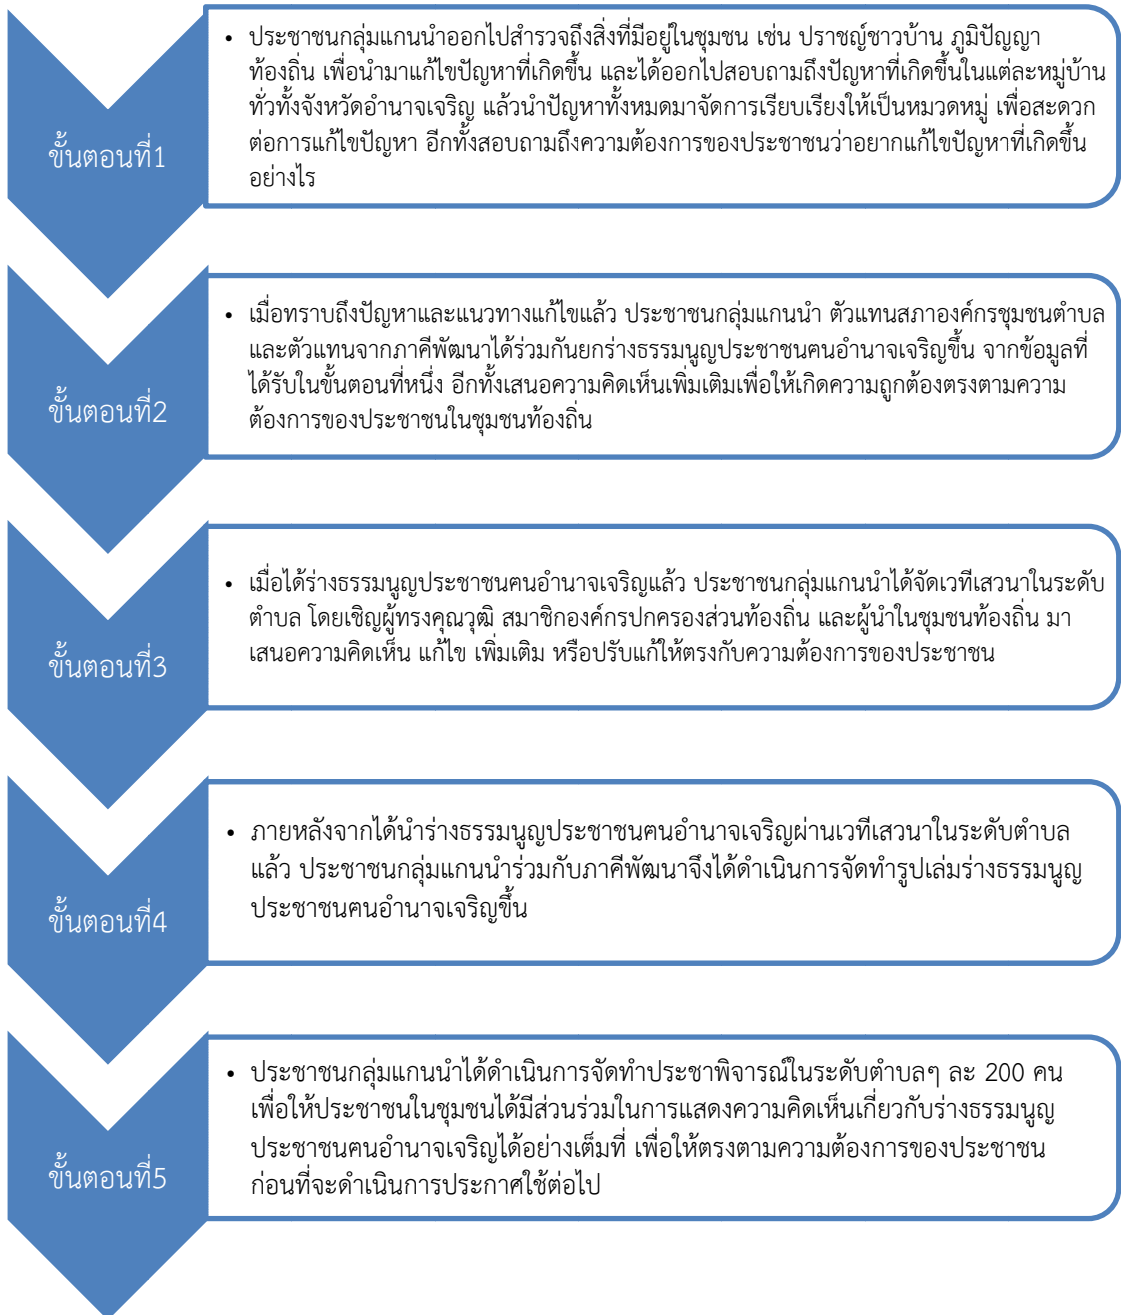 ขั้นตอนที่1
• ประชาชนกลุ่มแกนนำออกไปสำรวจถึงสิ่งที่มีอยู่ในชุมชน เช่น ปราชญ์ชาวบ้าน ภูมิปัญญา
ท้องถิ่น เพื่อนำมาแก้ไขปัญหาที่เกิดขึ้น และได้ออกไปสอบถามถึงปัญหาที่เกิดขึ้นในแต่ละหมู่บ้าน
ทั่วทั้งจังหวัดอำนาจเจริญ แล้วนำปัญหาทั้งหมดมาจัดการเรียบเรียงให้เป็นหมวดหมู่ เพื่อสะดวก
ต่อการแก้ไขปัญหา อีกทั้งสอบถามถึงความต้องการของประชาชนว่าอยากแก้ไขปัญหาที่เกิดขึ้น
อย่างไร
ขั้นตอนที่2
• เมื่อทราบถึงปัญหาและแนวทางแก้ไขแล้ว ประชาชนกลุ่มแกนนำ ตัวแทนสภาองค์กรชุมชนตำบล
และตัวแทนจากภาคีพัฒนาได้ร่วมกันยกร่างธรรมนูญประชาชนฅนอำนาจเจริญขึ้น จากข้อมูลที่
ได้รับในขั้นตอนที่หนึ่ง อีกทั้งเสนอความคิดเห็นเพิ่มเติมเพื่อให้เกิดความถูกต้องตรงตามความ
ต้องการของประชาชนในชุมชนท้องถิ่น
ขั้นตอนที่3
• เมื่อได้ร่างธรรมนูญประชาชนฅนอำนาจเจริญแล้ว ประชาชนกลุ่มแกนนำได้จัดเวทีเสวนาในระดับ
ตำบล โดยเชิญผู้ทรงคุณวุฒิ สมาชิกองค์กรปกครองส่วนท้องถิ่น และผู้นำในชุมชนท้องถิ่น มา
เสนอความคิดเห็น แก้ไข เพิ่มเติม หรือปรับแก้ให้ตรงกับความต้องการของประชาชน
ขั้นตอนที่4
• ภายหลังจากได้นำร่างธรรมนูญประชาชนฅนอำนาจเจริญผ่านเวทีเสวนาในระดับตำบล
แล้ว ประชาชนกลุ่มแกนนำร่วมกับภาคีพัฒนาจึงได้ดำเนินการจัดทำรูปเล่มร่างธรรมนูญ
ประชาชนฅนอำนาจเจริญขึ้น
ขั้นตอนที่5
• ประชาชนกลุ่มแกนนำได้ดำเนินการจัดทำประชาพิจารณ์ในระดับตำบลๆ ละ 200 คน
เพื่อให้ประชาชนในชุมชนได้มีส่วนร่วมในการแสดงความคิดเห็นเกี่ยวกับร่างธรรมนูญ
ประชาชนฅนอำนาจเจริญได้อย่างเต็มที่ เพื่อให้ตรงตามความต้องการของประชาชน
ก่อนที่จะดำเนินการประกาศใช้ต่อไป